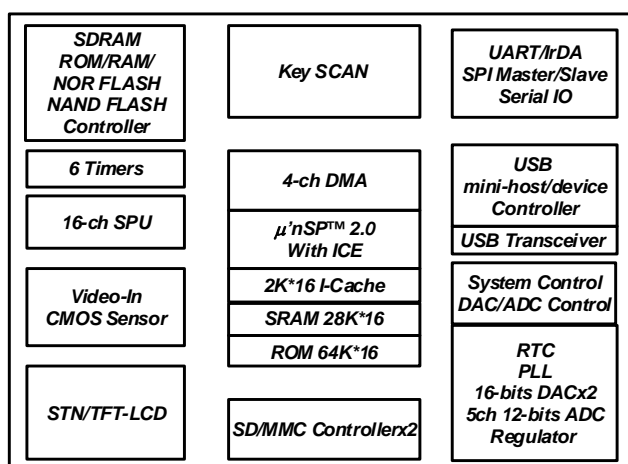 SDRAM
ROM/RAM/
NOR FLASH
NAND FLASH
Controller
6 Timers
16-ch SPU
Video-In
CMOS Sensor
STN/TFT-LCD
Key SCAN
4-ch DMA
μ'nSP™ 2.0
With ICE
2K*16 I-Cache
SRAM 28K*16
ROM 64K*16
SD/MMC Controllerx2
UART/IrDA
SPI Master/Slave
Serial IO
USB
mini-host/device
Controller
USB Transceiver
System Control
DAC/ADC Control
RTC
PLL
16-bits DACx2
5ch 12-bits ADC
Regulator